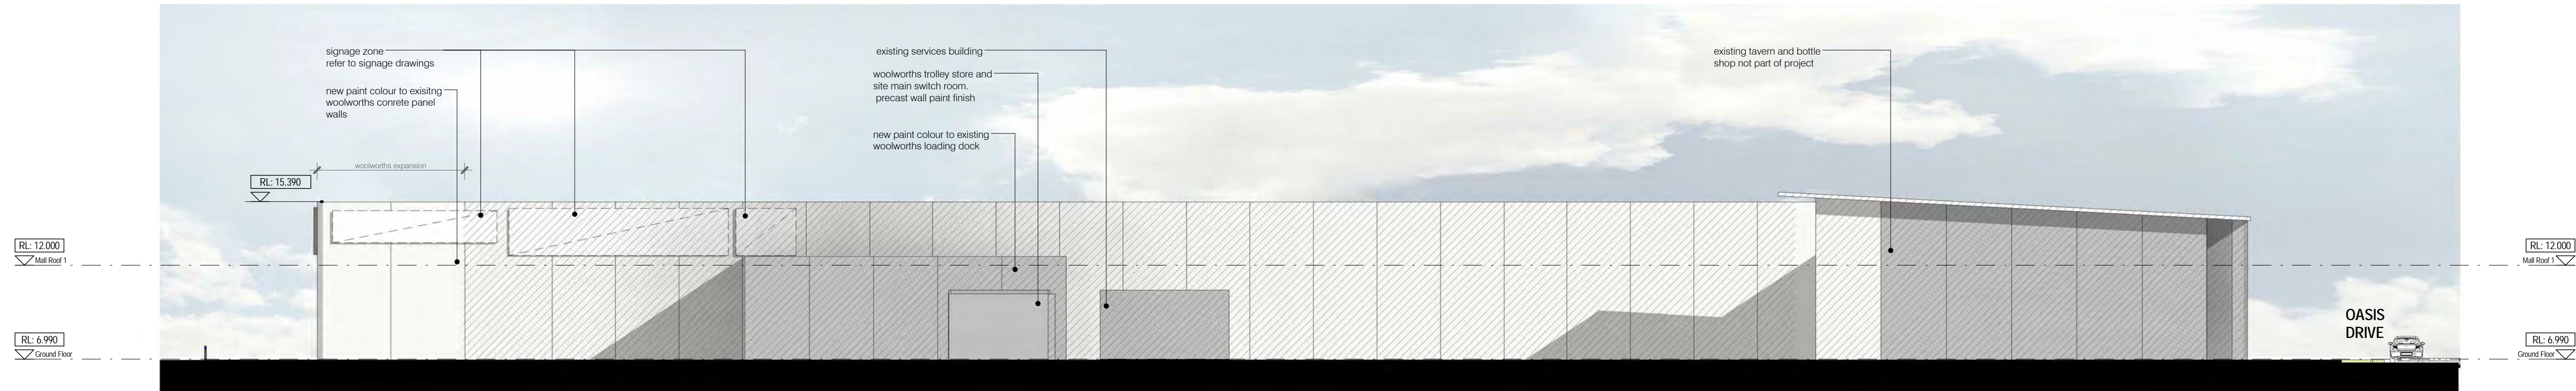 signage zone
refer to signage drawings
new paint colour to exisitng
woolworths conrete panel
walls
woolworths expansion
RL: 15.390
RL: 12.000
Mall Roof 1
RL: 6.990
Ground Floor
existing services building
woolworths trolley store and
site main switch room.
precast wall paint finish
new paint colour to existing
woolworths loading dock
existing tavern and bottle
shop not part of project
OASIS
DRIVE
RL: 12.000
Mall Roof 1
RL: 6.990
Ground Floor